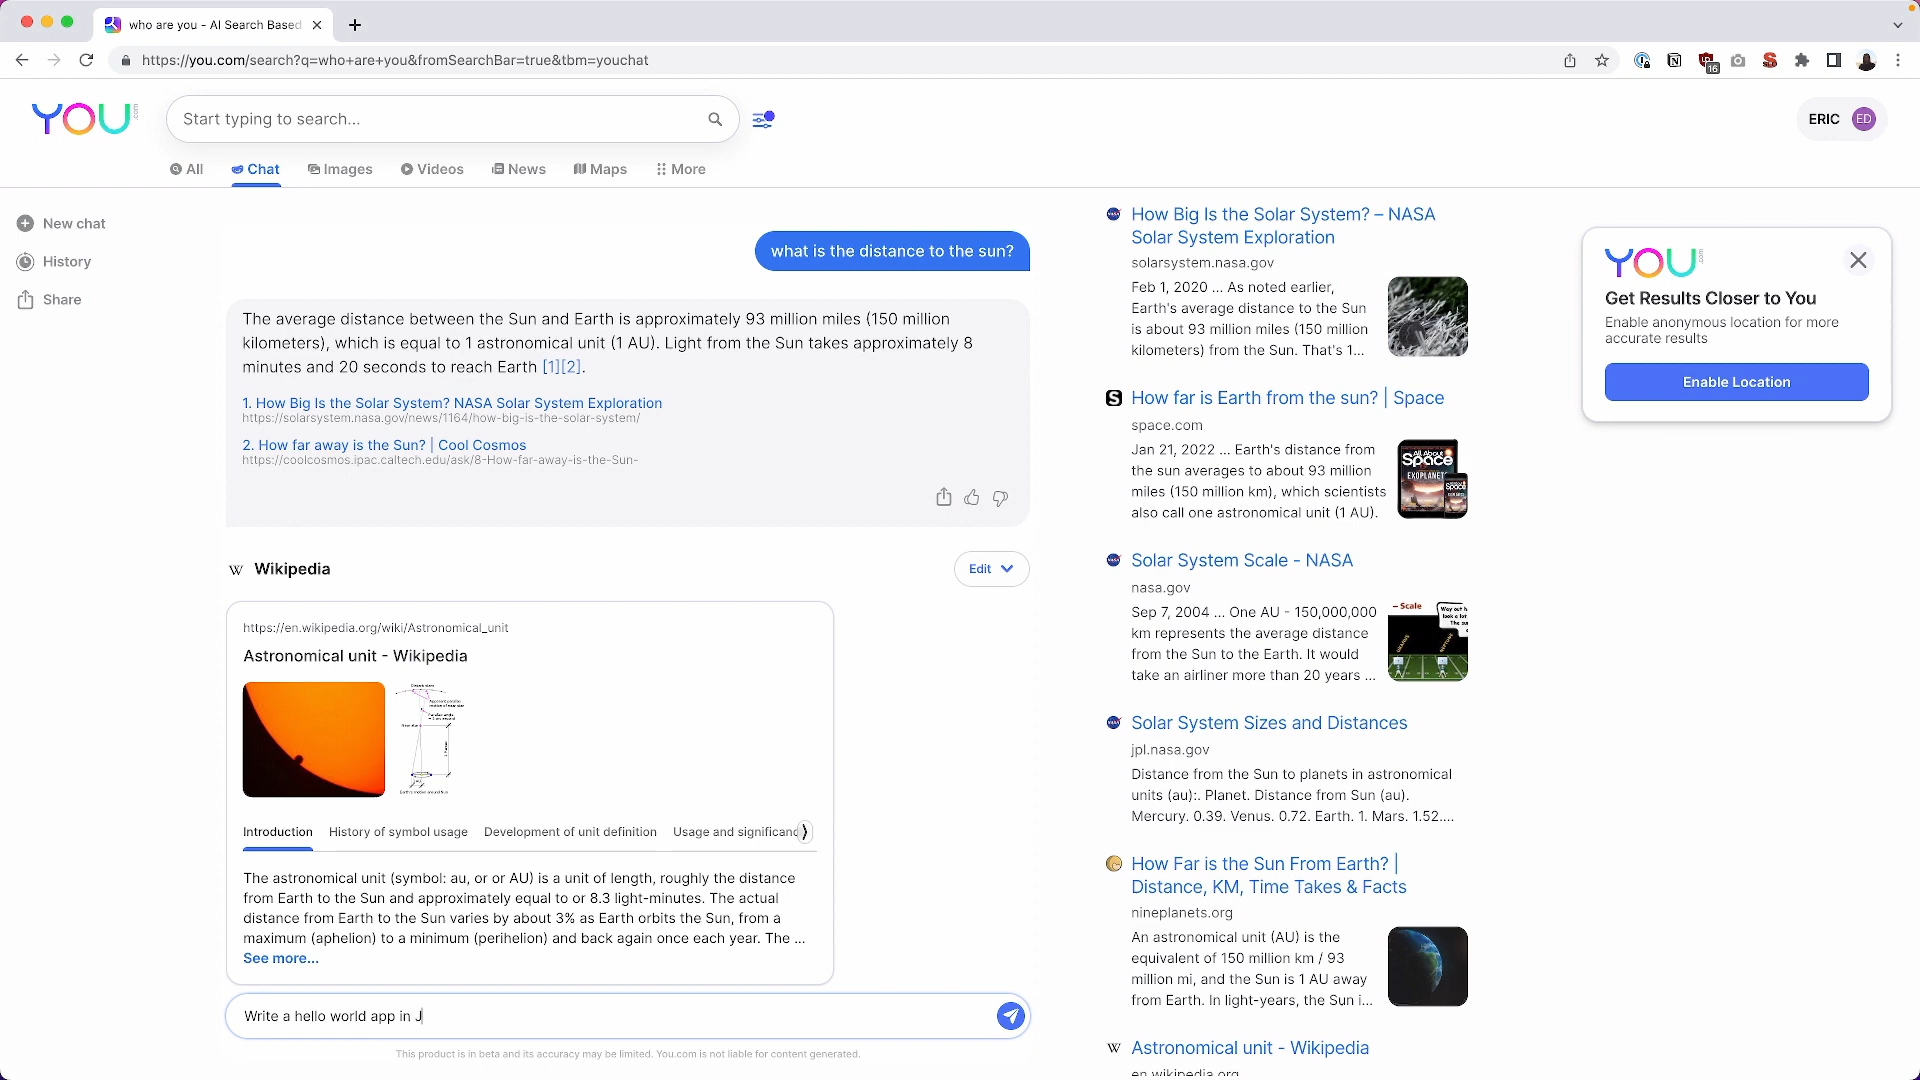 who are you - AI Search Based
https://you.com/search?q=who+are+you&fromSearchBar=true&tbm=youchat
16
YOU.com
Start typing to search...
ERIC ED
All Chat Images Videos News Maps More
New chat
History
Share
what is the distance to the sun?
The average distance between the Sun and Earth is approximately 93 million miles (150 million
kilometers), which is equal to 1 astronomical unit (1 AU). Light from the Sun takes approximately 8
minutes and 20 seconds to reach Earth [1][2].
1. How Big Is the Solar System? NASA Solar System Exploration
https://solarsystem.nasa.gov/news/1164/how-big-is-the-solar-system/
2. How far away is the Sun? | Cool Cosmos
https://coolcosmos.ipac.caltech.edu/ask/8-How-far-away-is-the-Sun-
W Wikipedia
Edit
https://en.wikipedia.org/wiki/Astronomical_unit
Astronomical unit - Wikipedia
Introduction History of symbol usage Development of unit definition Usage and significanc
The astronomical unit (symbol: au, or or AU) is a unit of length, roughly the distance
from Earth to the Sun and approximately equal to or 8.3 light-minutes. The actual
distance from Earth to the Sun varies by about 3% as Earth orbits the Sun, from a
maximum (aphelion) to a minimum (perihelion) and back again once each year. The ...
See more...
Write a hello world app in J
This product is in beta and its accuracy may be limited. You.com is not liable for content generated.
How Big Is the Solar System? – NASA
Solar System Exploration
solarsystem.nasa.gov
Feb 1, 2020 ... As noted earlier,
Earth's average distance to the Sun
is about 93 million miles (150 million
kilometers) from the Sun. That's 1...
How far is Earth from the sun? | Space
space.com
Jan 21, 2022 ... Earth's distance from
the sun averages to about 93 million
miles (150 million km), which scientists
also call one astronomical unit (1 AU).
All About
Space
EXOPLANET
Solar System Scale - NASA
nasa.gov
Sep 7, 2004 ... One AU - 150,000,000
km represents the average distance
from the Sun to the Earth. It would
take an airliner more than 20 years ...
Scale
Solar System Sizes and Distances
jpl.nasa.gov
Distance from the Sun to planets in astronomical
units (au):. Planet. Distance from Sun (au).
Mercury. 0.39. Venus. 0.72. Earth. 1. Mars. 1.52....
How Far is the Sun From Earth? |
Distance, KM, Time Takes & Facts
nineplanets.org
An astronomical unit (AU) is the
equivalent of 150 million km / 93
million mi, and the Sun is 1 AU away
from Earth. In light-years, the Sun i...
W Astronomical unit - Wikipedia
en.wikipedia.org
YOU.com
Get Results Closer to You
Enable anonymous location for more
accurate results
Enable Location